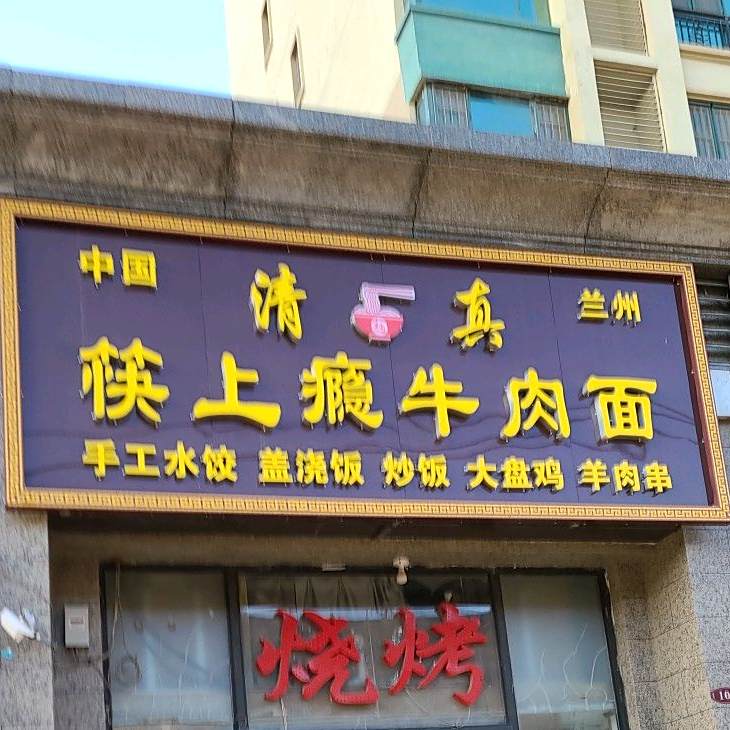 中国 清真 兰州
筷上瘾牛肉面
手工水饺 盖浇饭 炒饭 大盘鸡 羊肉串
烧烤
10